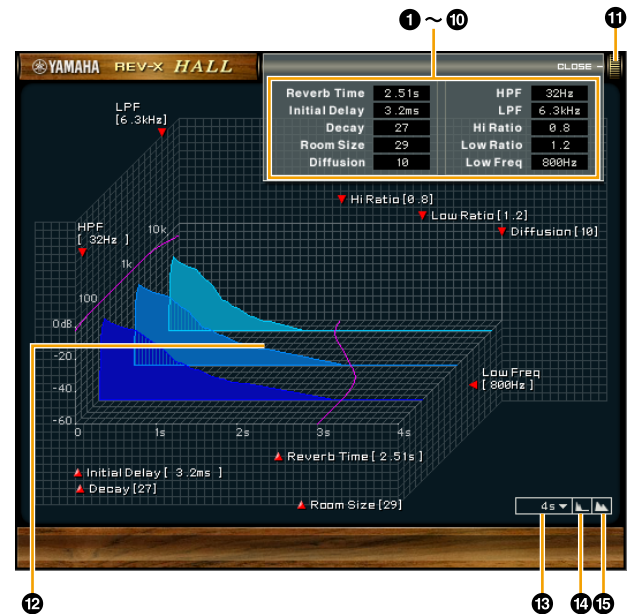 ❶～❿
⓫
YAMAHA REV-X HALL
CLOSE –
Reverb Time 2.51s HPF 32Hz
Initial Delay 3.2ms LPF 6.3kHz
Decay 27 Hi Ratio 0.8
Room Size 29 Low Ratio 1.2
Diffusion 10 Low Freq 800Hz
LPF
[6.3kHz]
Hi Ratio[0.8]
Low Ratio[1.2]
Diffusion[10]
HPF
[ 32Hz ]
10k
1k
100
0dB
-20
-40
-60
0 1s 2s 3s 4s
Low Freq
[800Hz]
Reverb Time[ 2.51s ]
Initial Delay[ 3.2ms ]
Decay[27]
Room Size[29]
4s
⓬ ⓭ ⓮ ⓯